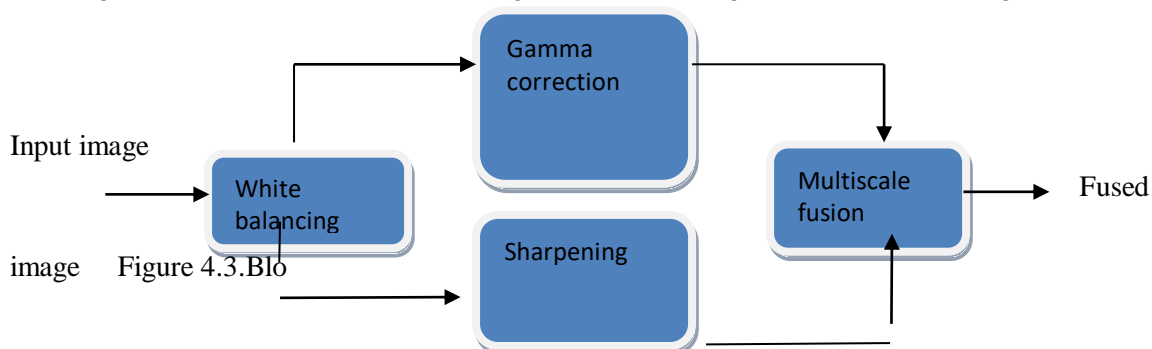 Gamma
correction
Input image
White
balancing
Multiscale
fusion
Fused
Sharpening
image Figure 4.3.Blo